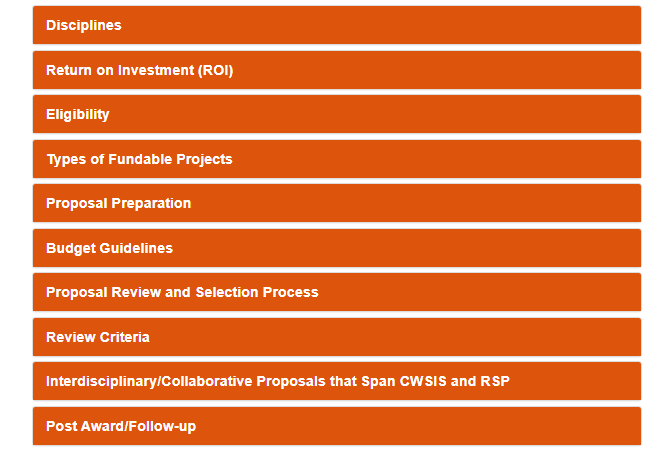 Disciplines
Return on Investment (ROI)
Eligibility
Types of Fundable Projects
Proposal Preparation
Budget Guidelines
Proposal Review and Selection Process
Review Criteria
Interdisciplinary/Collaborative Proposals that Span CWSIS and RSP
Post Award/Follow-up